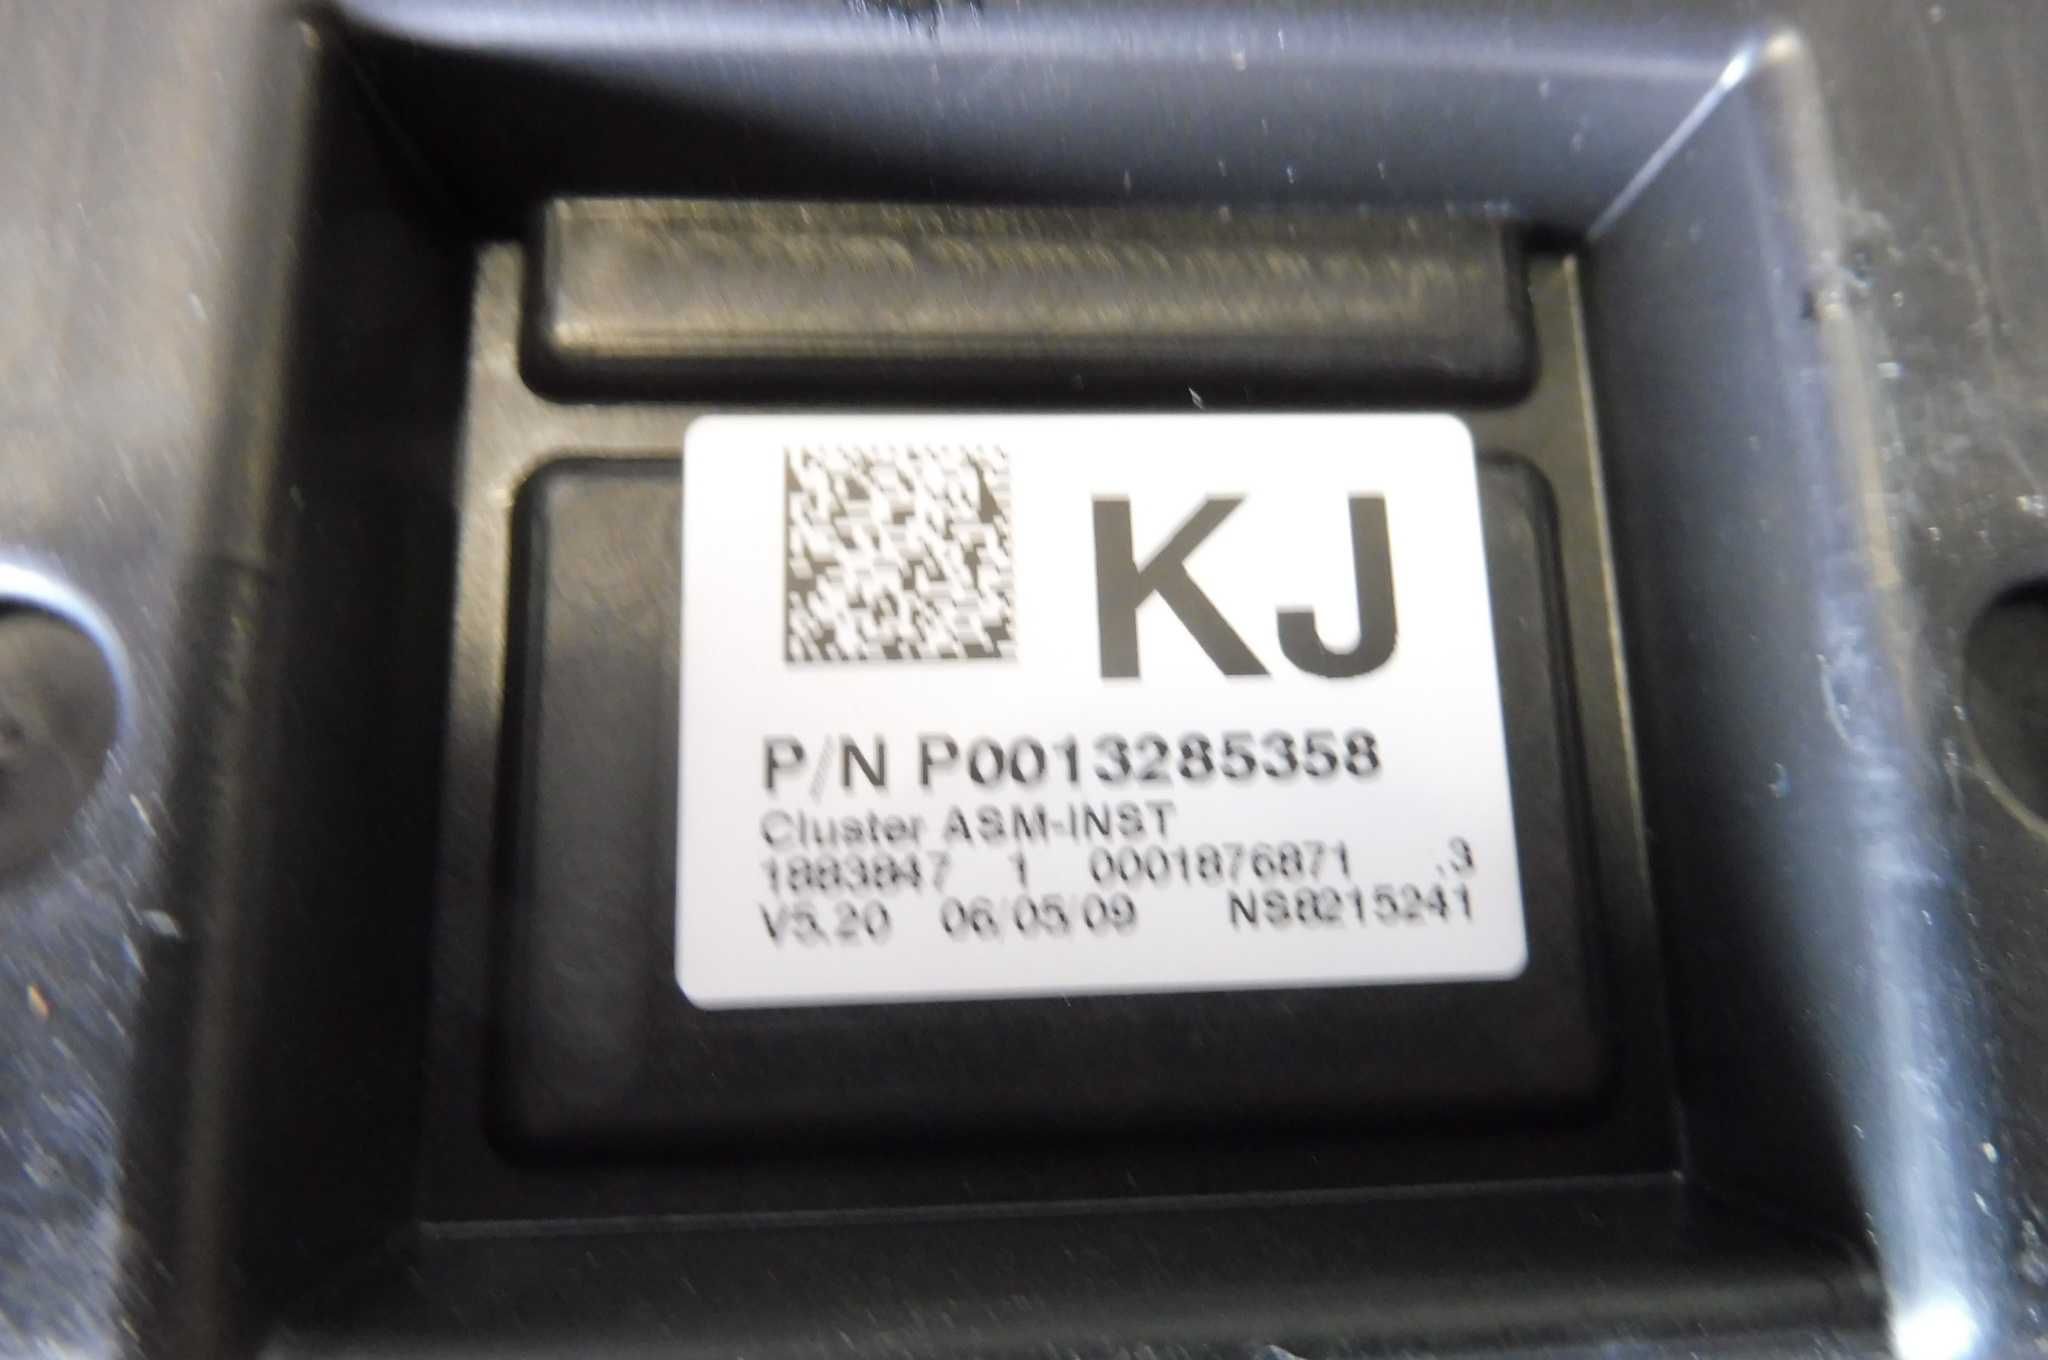 KJ
P/N P0013285358
Cluster ASM-INST
1883847 1 0001876871 .3
V5.20 06/05/09 NS8215241